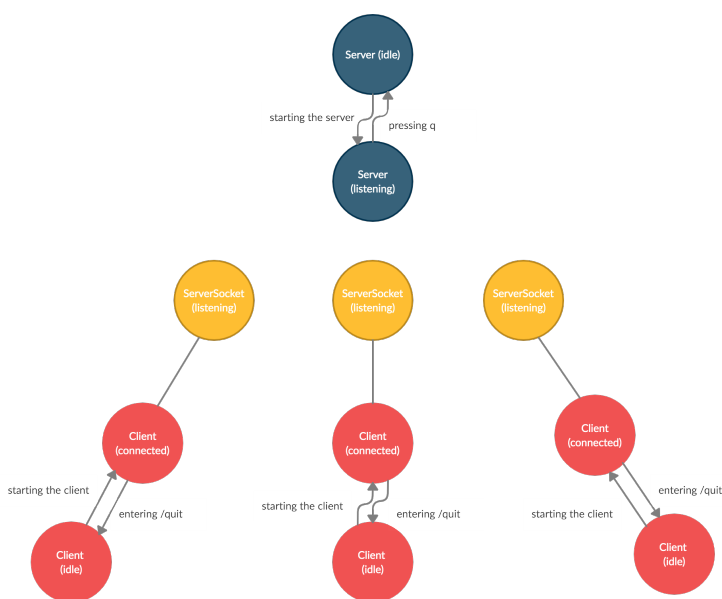 Server (idle)
starting the server
pressing q
Server
(listening)
ServerSocket
(listening)
ServerSocket
(listening)
ServerSocket
(listening)
Client
(connected)
Client
(connected)
Client
(connected)
starting the client
entering /quit
starting the client
entering /quit
starting the client
entering /quit
Client
(idle)
Client
(idle)
Client
(idle)